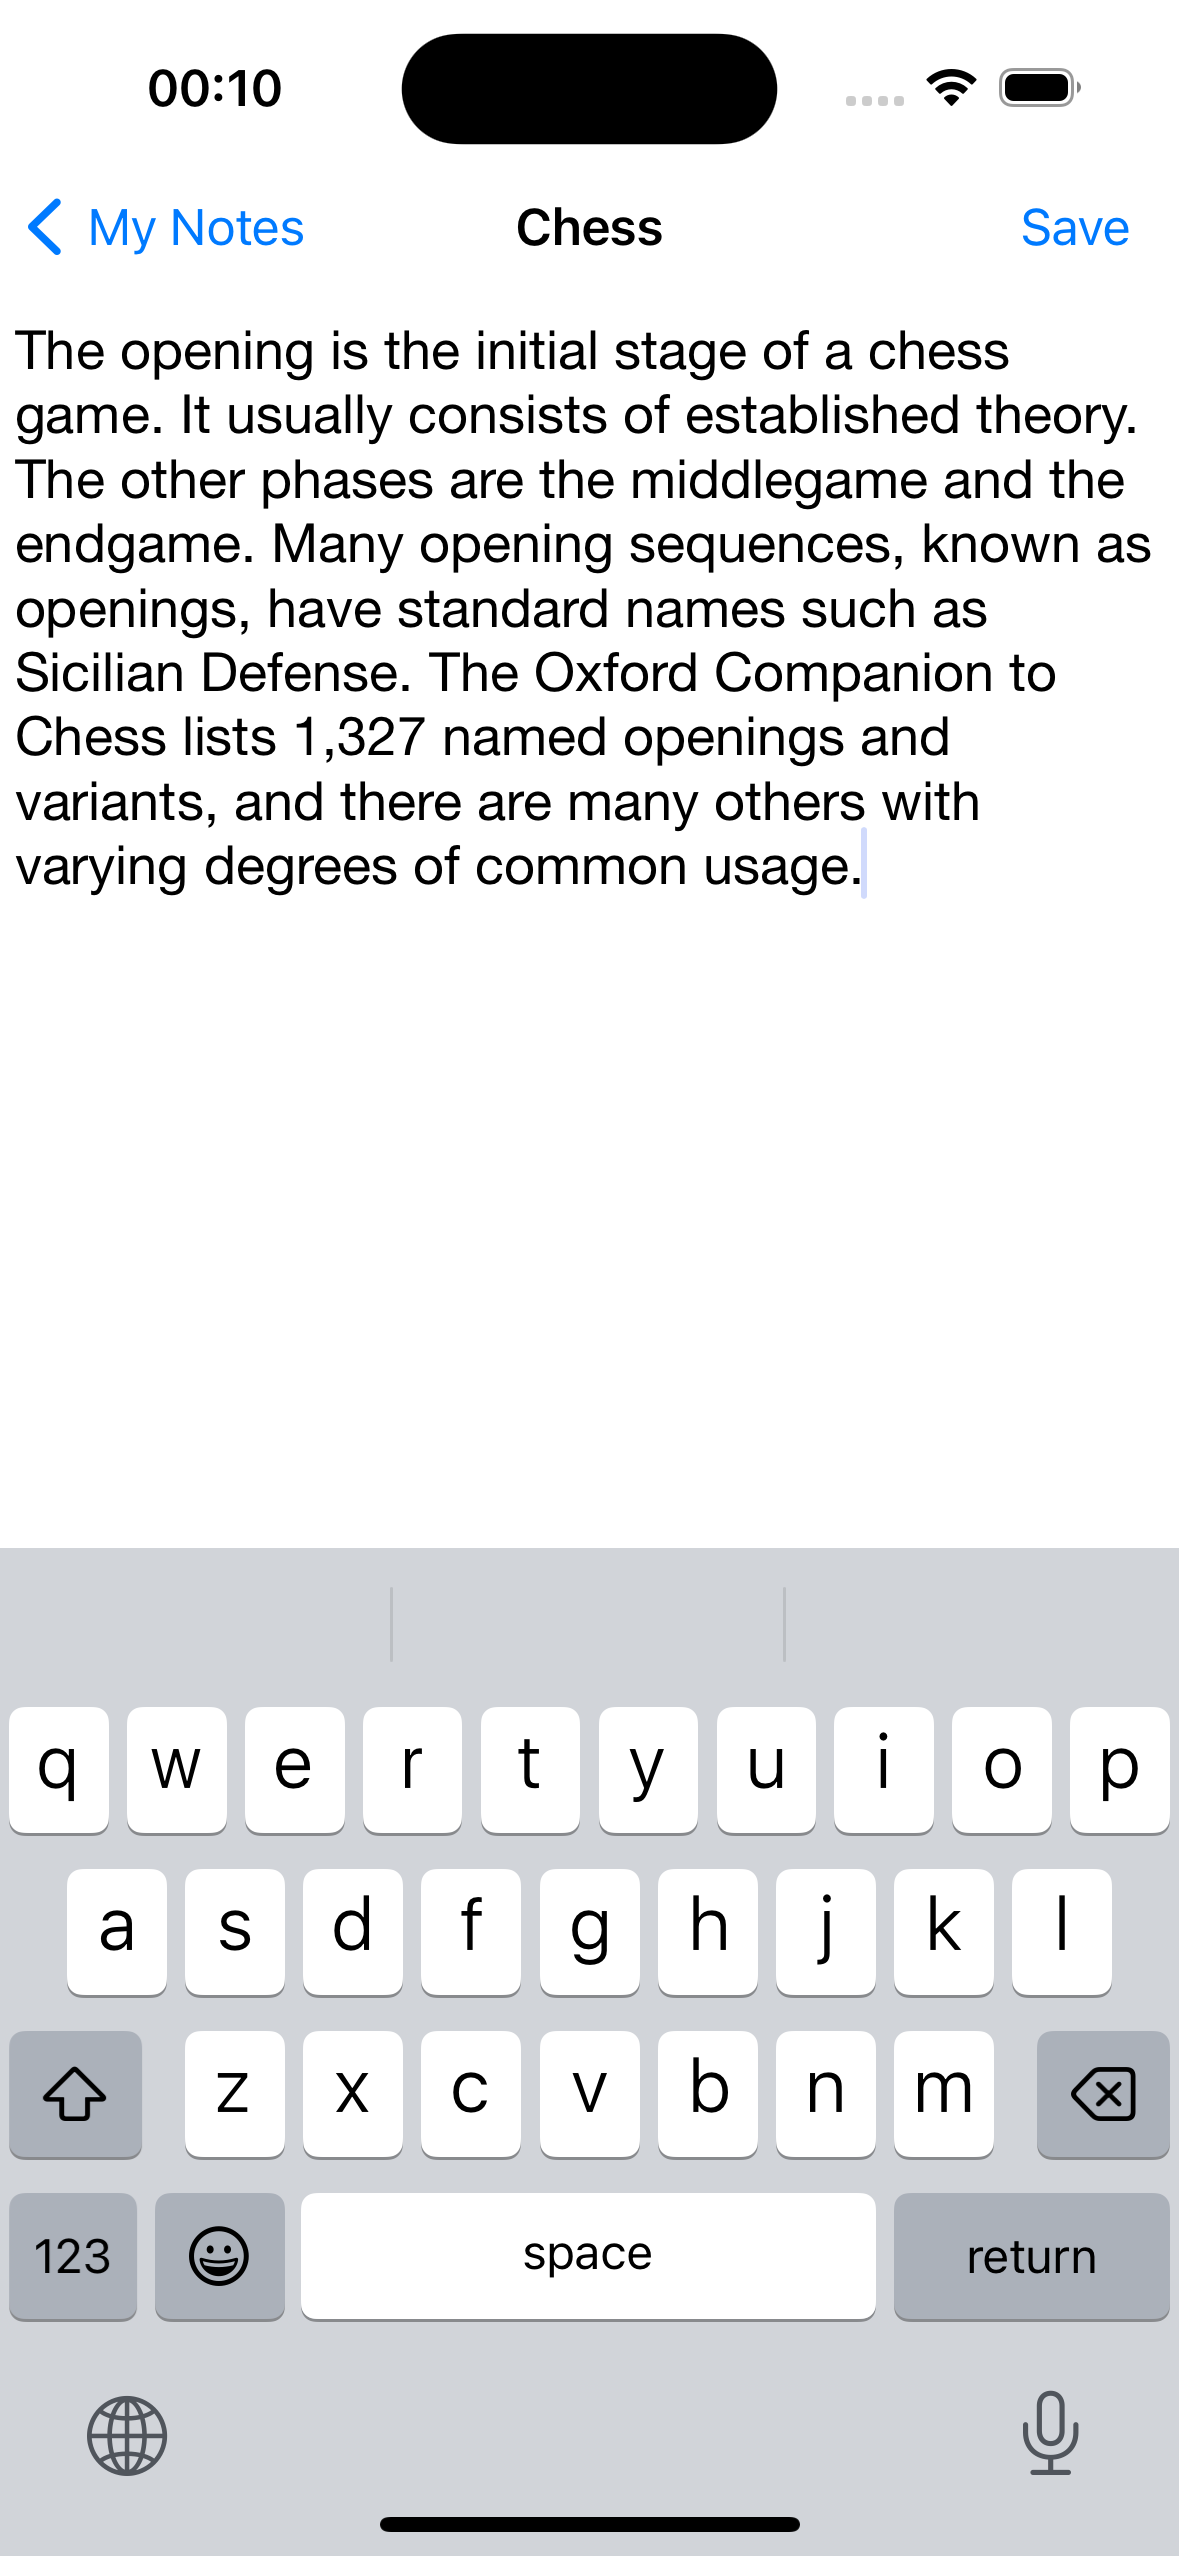 00:10
My Notes
Chess
Save
The opening is the initial stage of a chess
game. It usually consists of established theory.
The other phases are the middlegame and the
endgame. Many opening sequences, known as
openings, have standard names such as
Sicilian Defense. The Oxford Companion to
Chess lists 1,327 named openings and
variants, and there are many others with
varying degrees of common usage.
q w e r t y u i o p
a s d f g h j k l
z x c v b n m
123 space return